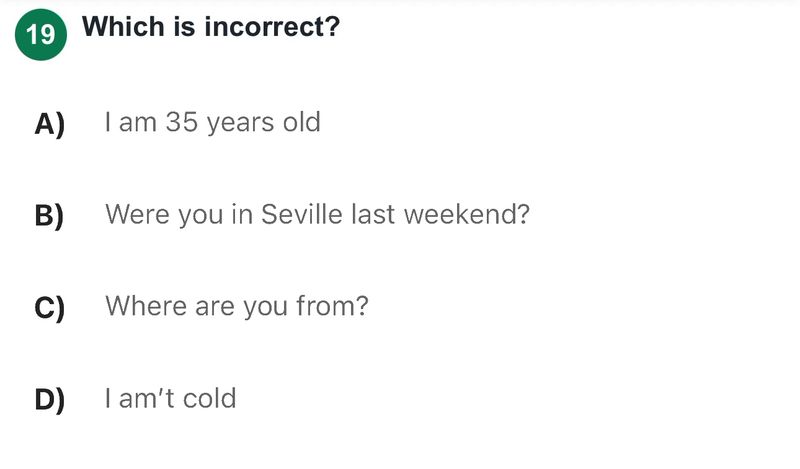 19 Which is incorrect?
A) I am 35 years old
B) Were you in Seville last weekend?
C) Where are you from?
D) I am’t cold